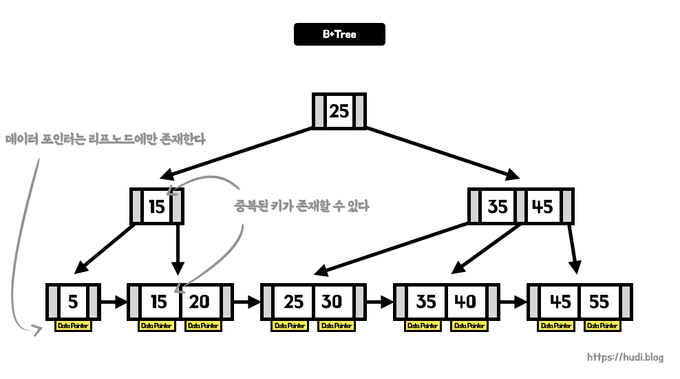 B+Tree
25
데이터 포인터는 리프노드에만 존재한다
15
중복된 키가 존재할 수 있다
35 45
5 15 20 25 30 35 40 45 55
Data Pointer Data Pointer Data Pointer Data Pointer Data Pointer Data Pointer Data Pointer Data Pointer Data Pointer
https://hudi.blog